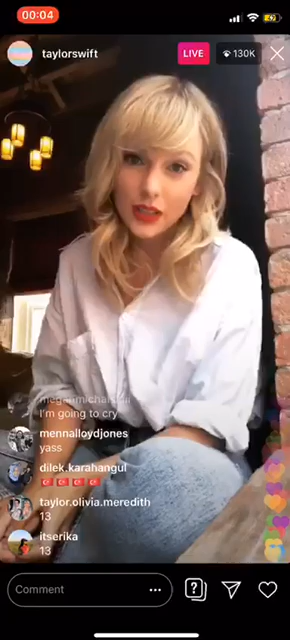 00:04
taylorswift
LIVE
130K
I'm going to cry
mennalloydjones
yass
dilek.karahangul
🇹🇷 🇹🇷 🇹🇷 🇹🇷
taylor.olivia.meredith
13
itserika
13
Comment